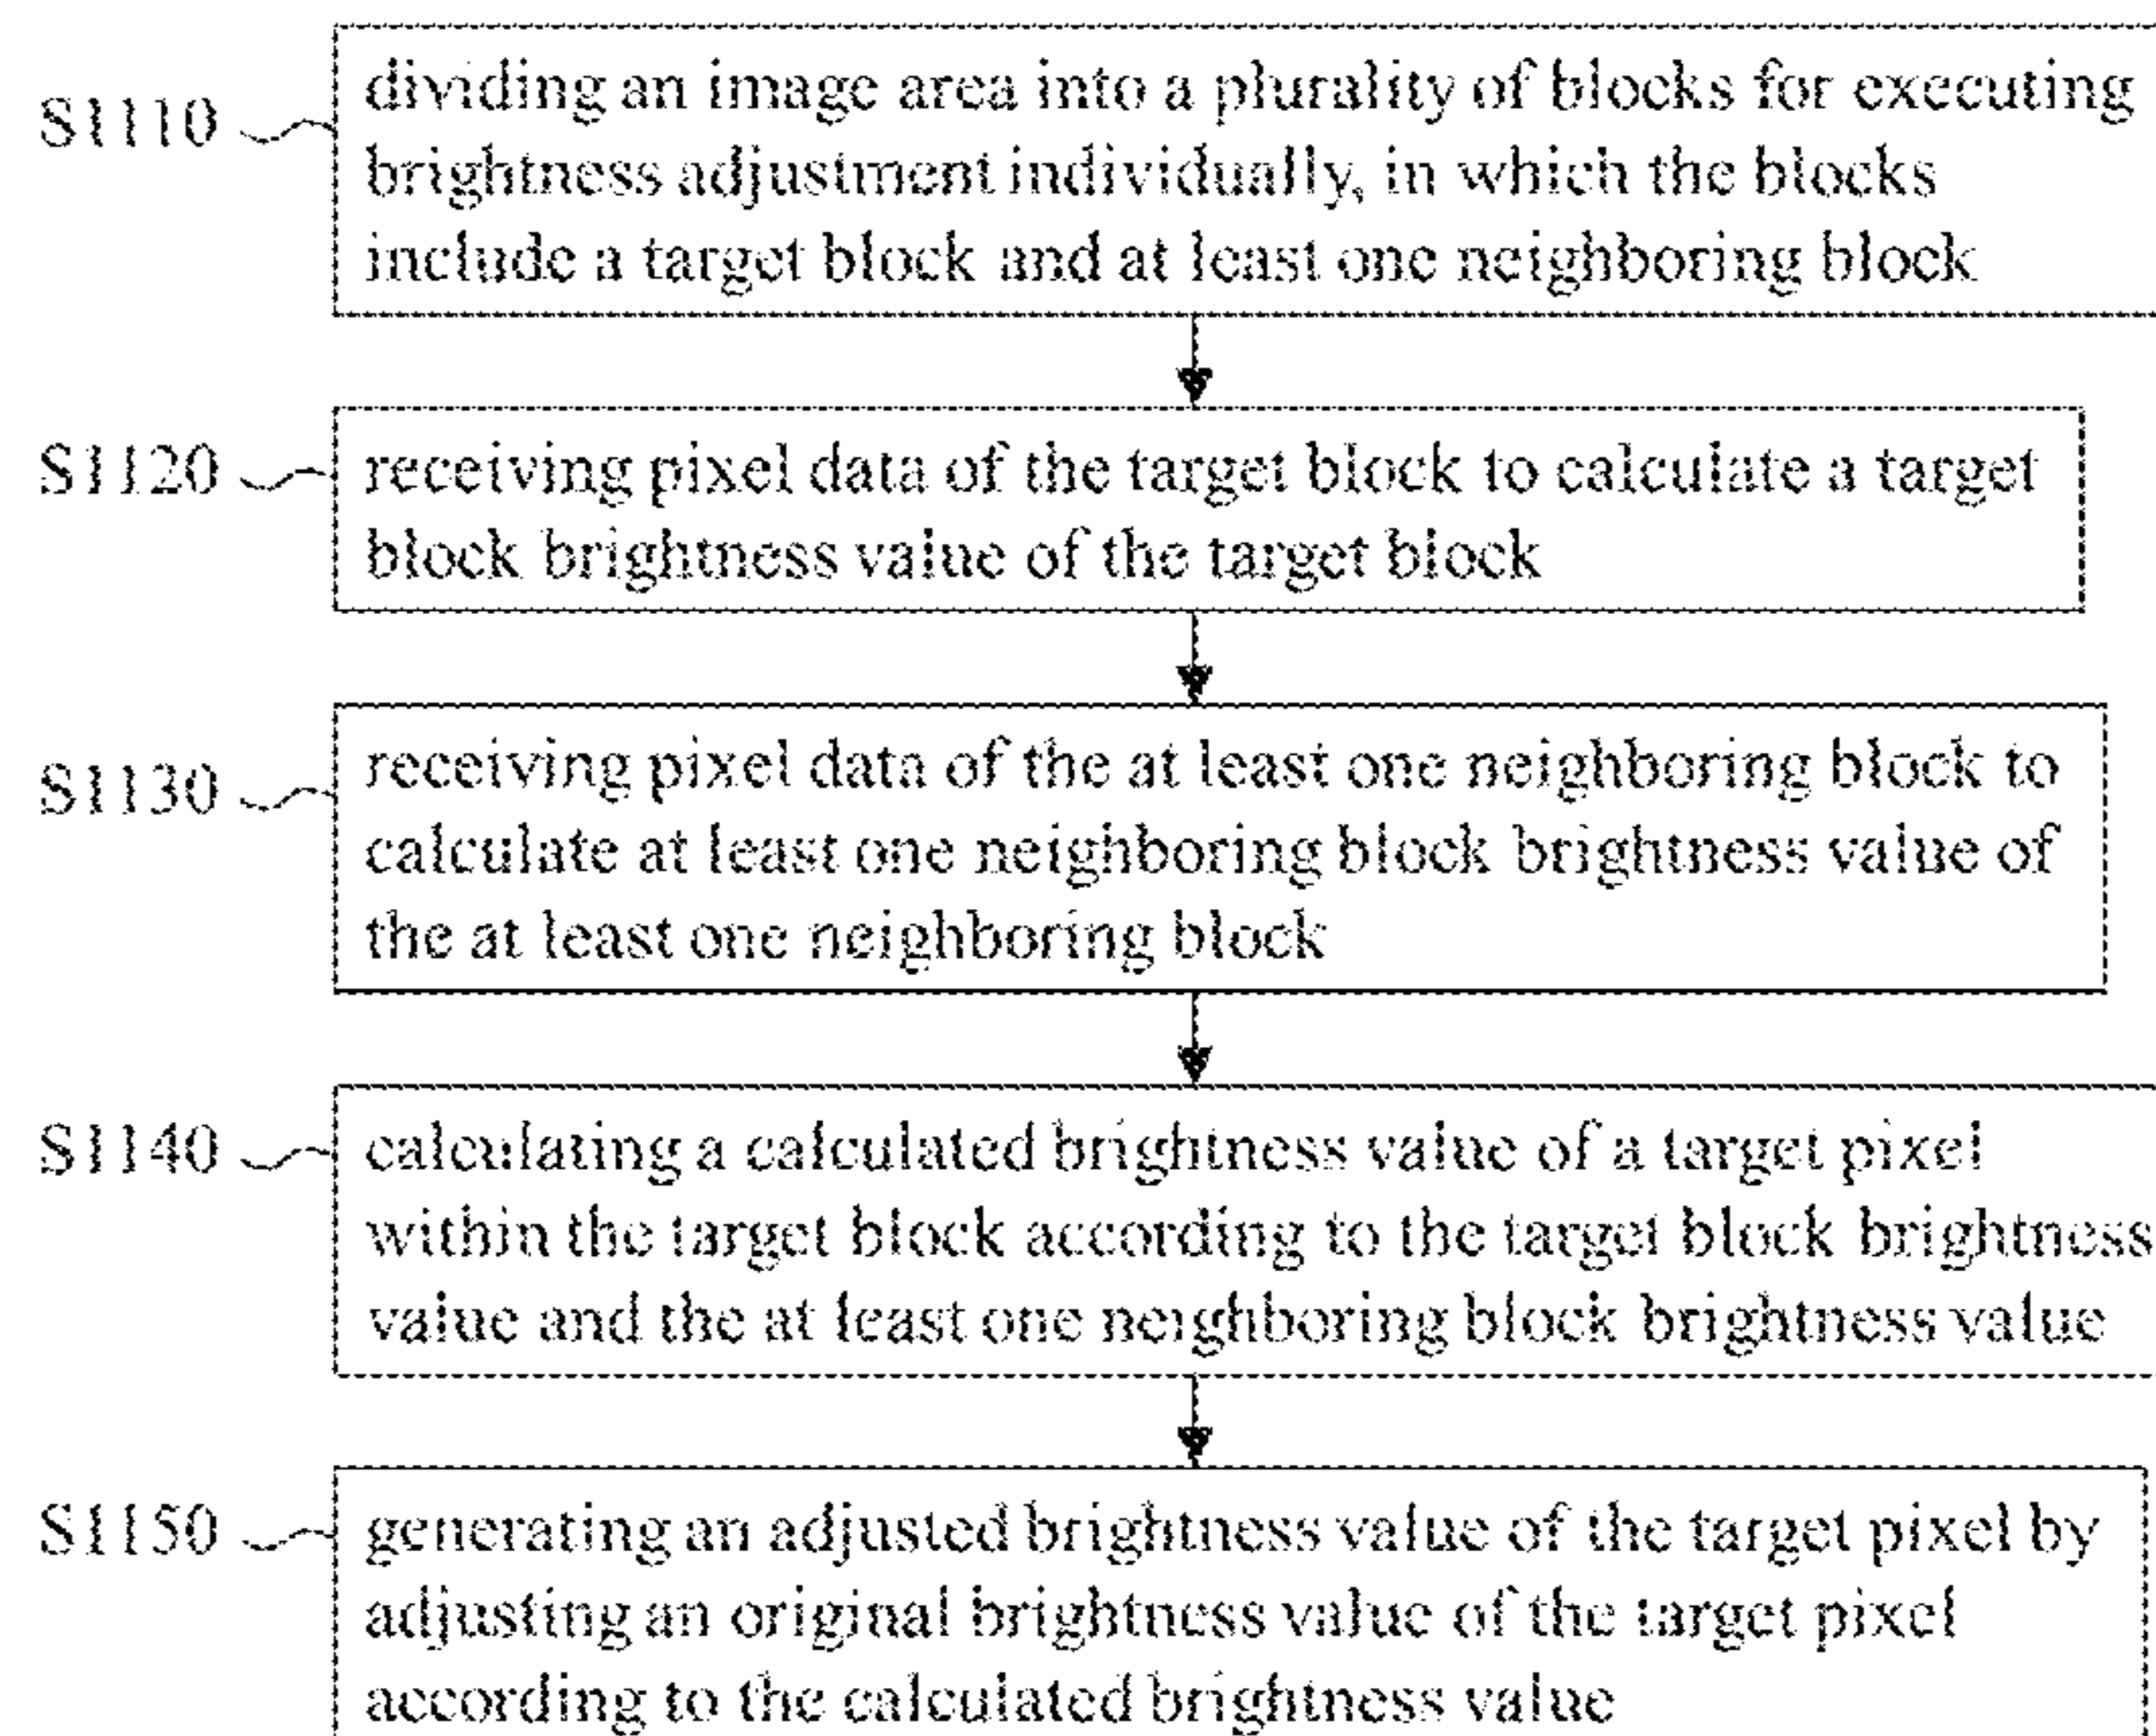 S1110
dividing an image area into a plurality of blocks for executing
brightness adjustment individually, in which the blocks
include a target block and at least one neighboring block
S1120
receiving pixel data of the target block to calculate a target
block brightness value of the target block
S1130
receiving pixel data of the at least one neighboring block to
calculate at least one neighboring block brightness value of
the at least one neighboring block
S1140
calculating a calculated brightness value of a target pixel
within the target block according to the target block brightness
value and the at least one neighboring block brightness value
S1150
generating an adjusted brightness value of the target pixel by
adjusting an original brightness value of the target pixel
according to the calculated brightness value